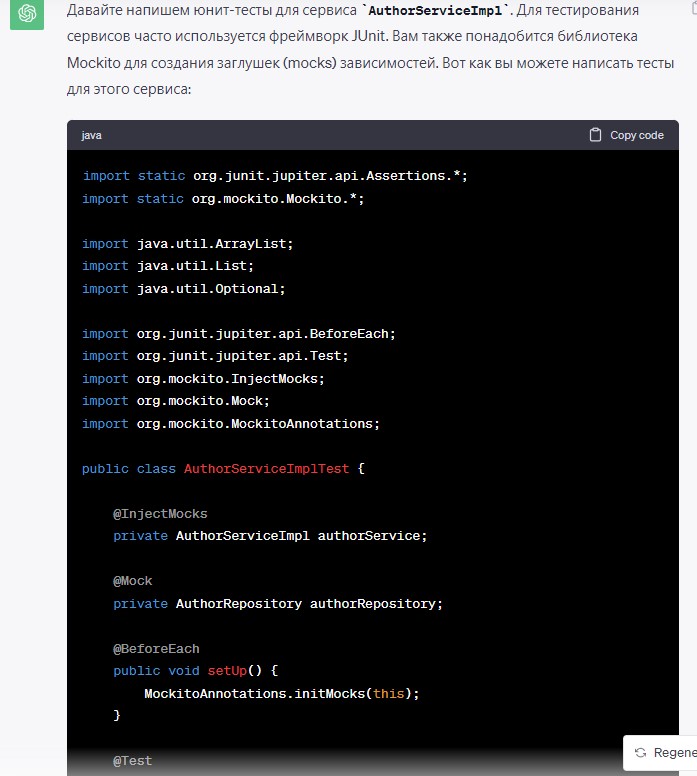 Давайте напишем юнит-тесты для сервиса `AuthorServiceImpl`. Для тестирования
сервисов часто используется фреймворк JUnit. Вам также понадобится библиотека
Mockito для создания заглушек (mocks) зависимостей. Вот как вы можете написать тесты
для этого сервиса:
java Copy code
import static org.junit.jupiter.api.Assertions.*;
import static org.mockito.Mockito.*;
import java.util.ArrayList;
import java.util.List;
import java.util.Optional;
import org.junit.jupiter.api.BeforeEach;
import org.junit.jupiter.api.Test;
import org.mockito.InjectMocks;
import org.mockito.Mock;
import org.mockito.MockitoAnnotations;
public class AuthorServiceImplTest {
@InjectMocks
private AuthorServiceImpl authorService;
@Mock
private AuthorRepository authorRepository;
@BeforeEach
public void setUp() {
MockitoAnnotations.initMocks(this);
}
@Test
Regene